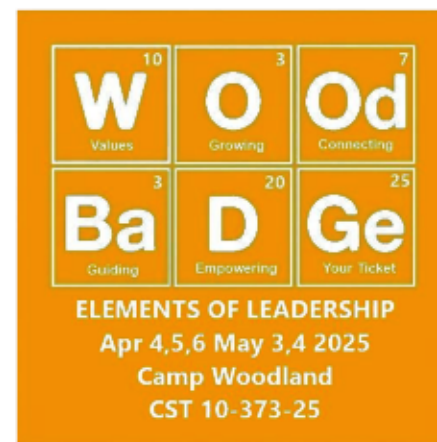 10 3 7
W O Od
Values Growing Connecting
3 20 25
Ba D Ge
Guiding Empowering Your Ticket
ELEMENTS OF LEADERSHIP
Apr 4,5,6 May 3,4 2025
Camp Woodland
CST 10-373-25